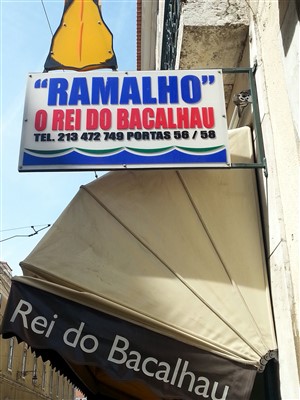 "RAMALHO"
O REI DO BACALHAU
TEL. 213 472 749 PORTAS 56 / 58
Rei do Bacalhau